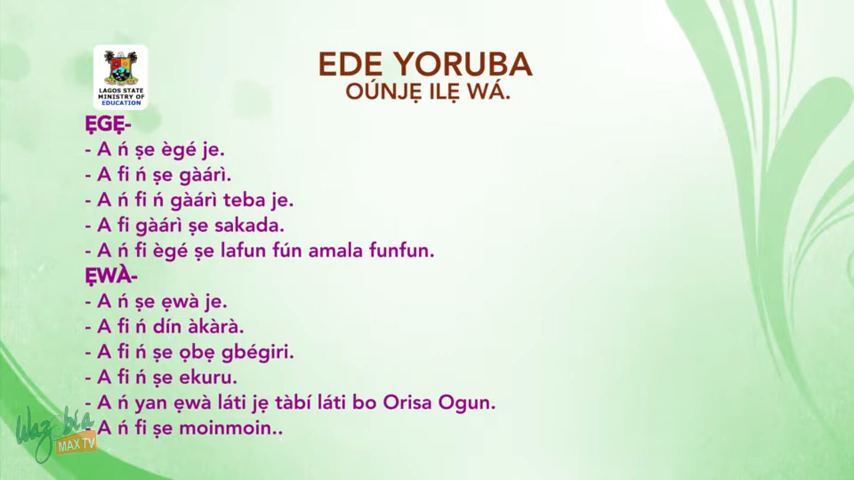 EDE YORUBA
OÚNJẸ ILẸ WÁ.
LAGOS STATE
MINISTRY OF
EDUCATION
ẸGẸ-
- A ń ṣe ègé je.
- A fi ń ṣe gàárì.
- A ń fi ń gàárì teba je.
- A fi gàárì ṣe sakada.
- A ń fi ègé ṣe lafun fún amala funfun.
ẸWÀ-
- A ń ṣe ẹwà je.
- A fi ń dín àkàrà.
- A fi ń ṣe ọbẹ gbégiri.
- A fi ń ṣe ekuru.
- A ń yan ẹwà láti jẹ tàbí láti bo Orisa Ogun.
- A ń fi ṣe moinmoin..
Wazobia
MAX TV